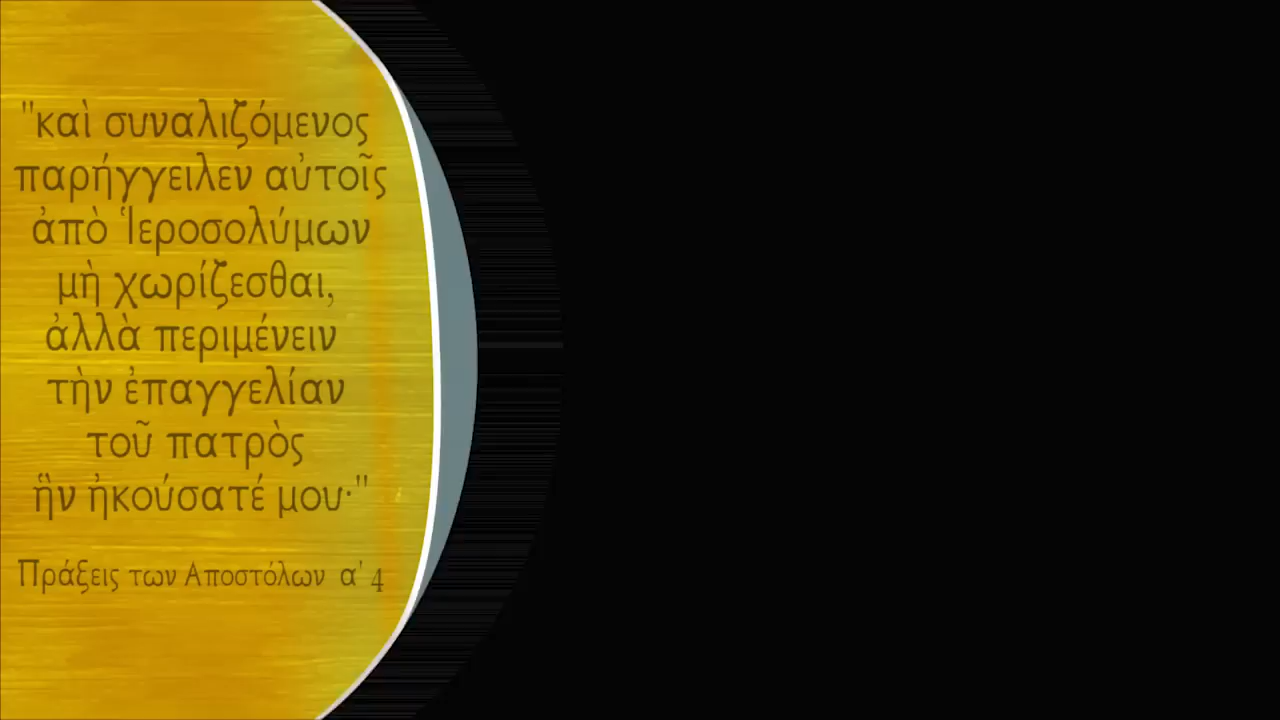 "καὶ συναλιζόμενος
παρήγγειλεν αὐτοῖς
ἀπὸ Ἱεροσολύμων
μὴ χωρίζεσθαι,
ἀλλὰ περιμένειν
τὴν ἐπαγγελίαν
τοῦ πατρὸς
ἣν ἠκούσατέ μου·"
Πράξεις των Αποστόλων α' 4